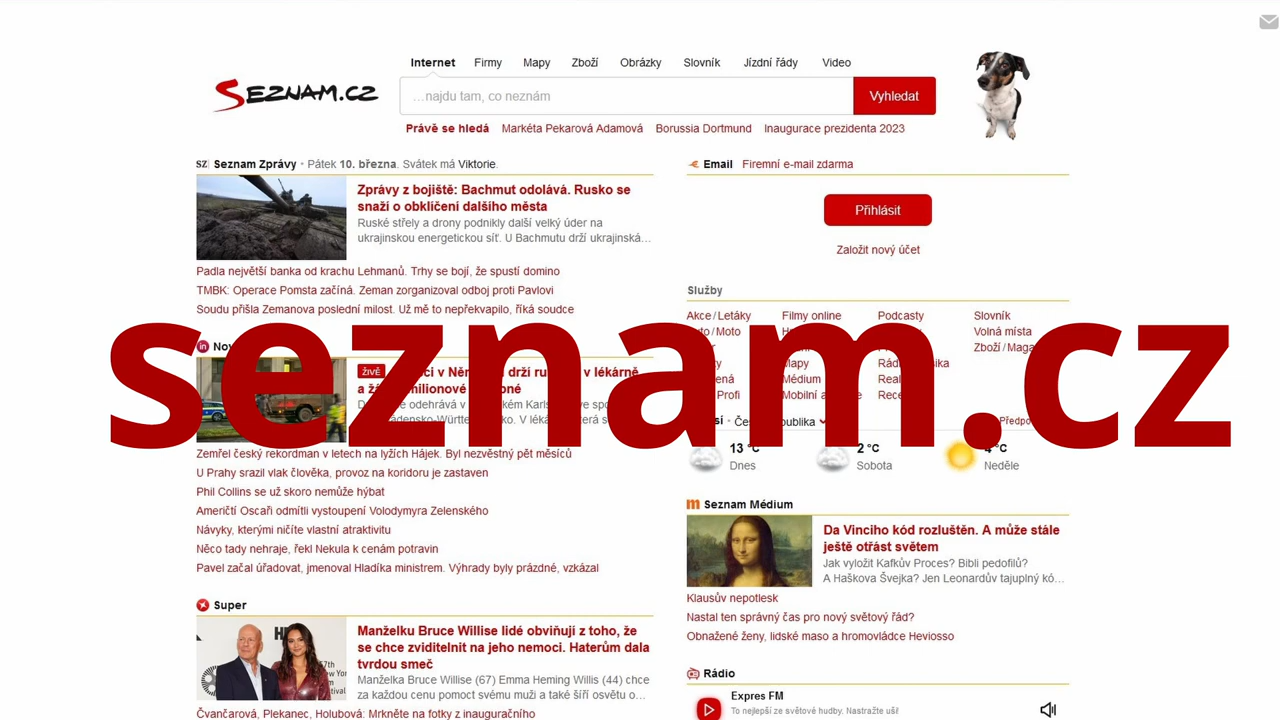 Internet Firmy Mapy Zboží Obrázky Slovník Jízdní řády Video
SEZNAM.CZ
...najdu tam, co neznám
Vyhledat
Právě se hledá Markéta Pekarová Adamová Borussia Dortmund Inaugurace prezidenta 2023
SZ Seznam Zprávy • Pátek 10. března. Svátek má Viktorie.
Zprávy z bojiště: Bachmut odolává. Rusko se
snaží o obklíčení dalšího města
Ruské střely a drony podnikly další velký úder na
ukrajinskou energetickou síť. U Bachmutu drží ukrajinská...
Padla největší banka od krachu Lehmanů. Trhy se bojí, že spustí domino
TMBK: Operace Pomsta začíná. Zeman zorganizoval odboj proti Pavlovi
Soudu přišla Zemanova poslední milost. Už mě to nepřekvapilo, říká soudce
Email Firemní e-mail zdarma
Přihlásit
Založit nový účet
Služby
Akce / Letáky Filmy online Podcasty Slovník
/ Moto Volná místa
Zboží /
Mapy
Médium
Profi Mobilní
seznam.cz
živě
v lékárně
milionové
odehrává v
Zemřel český rekordman v letech na lyžích Hájek. Byl nezvěstný pět měsíců
U Prahy srazil vlak člověka, provoz na koridoru je zastaven
Phil Collins se už skoro nemůže hýbat
Američtí Oscaři odmítli vystoupení Volodymyra Zelenského
Návyky, kterými ničíte vlastní atraktivitu
Něco tady nehraje, řekl Nekula k cenám potravin
Pavel začal úřadovat, jmenoval Hladíka ministrem. Výhrady byly prázdné, vzkázal
13 °C 2 °C 4 °C
Dnes Sobota Neděle
Seznam Médium
Da Vinciho kód rozluštěn. A může stále
ještě otřást světem
Jak vyložit Kafkův Proces? Bibli pedofilů?
A Haškova Švejka? Jen Leonardův tajuplný kó...
Klausův nepotlesk
Nastal ten správný čas pro nový světový řád?
Obnažené ženy, lidské maso a hromovládce Heviosso
Super
Manželku Bruce Willise lidé obviňují z toho, že
se chce zviditelnit na jeho nemoci. Haterům dala
tvrdou smeč
Manželka Bruce Willise (67) Emma Heming Willis (44) chce
za každou cenu pomoct svému muži a také šíří osvětu o...
Čvančarová, Plekanec, Holubová: Mrkněte na fotky z inauguračního
Rádio
Expres FM
To nejlepší ze světové hudby. Nastražte uši!